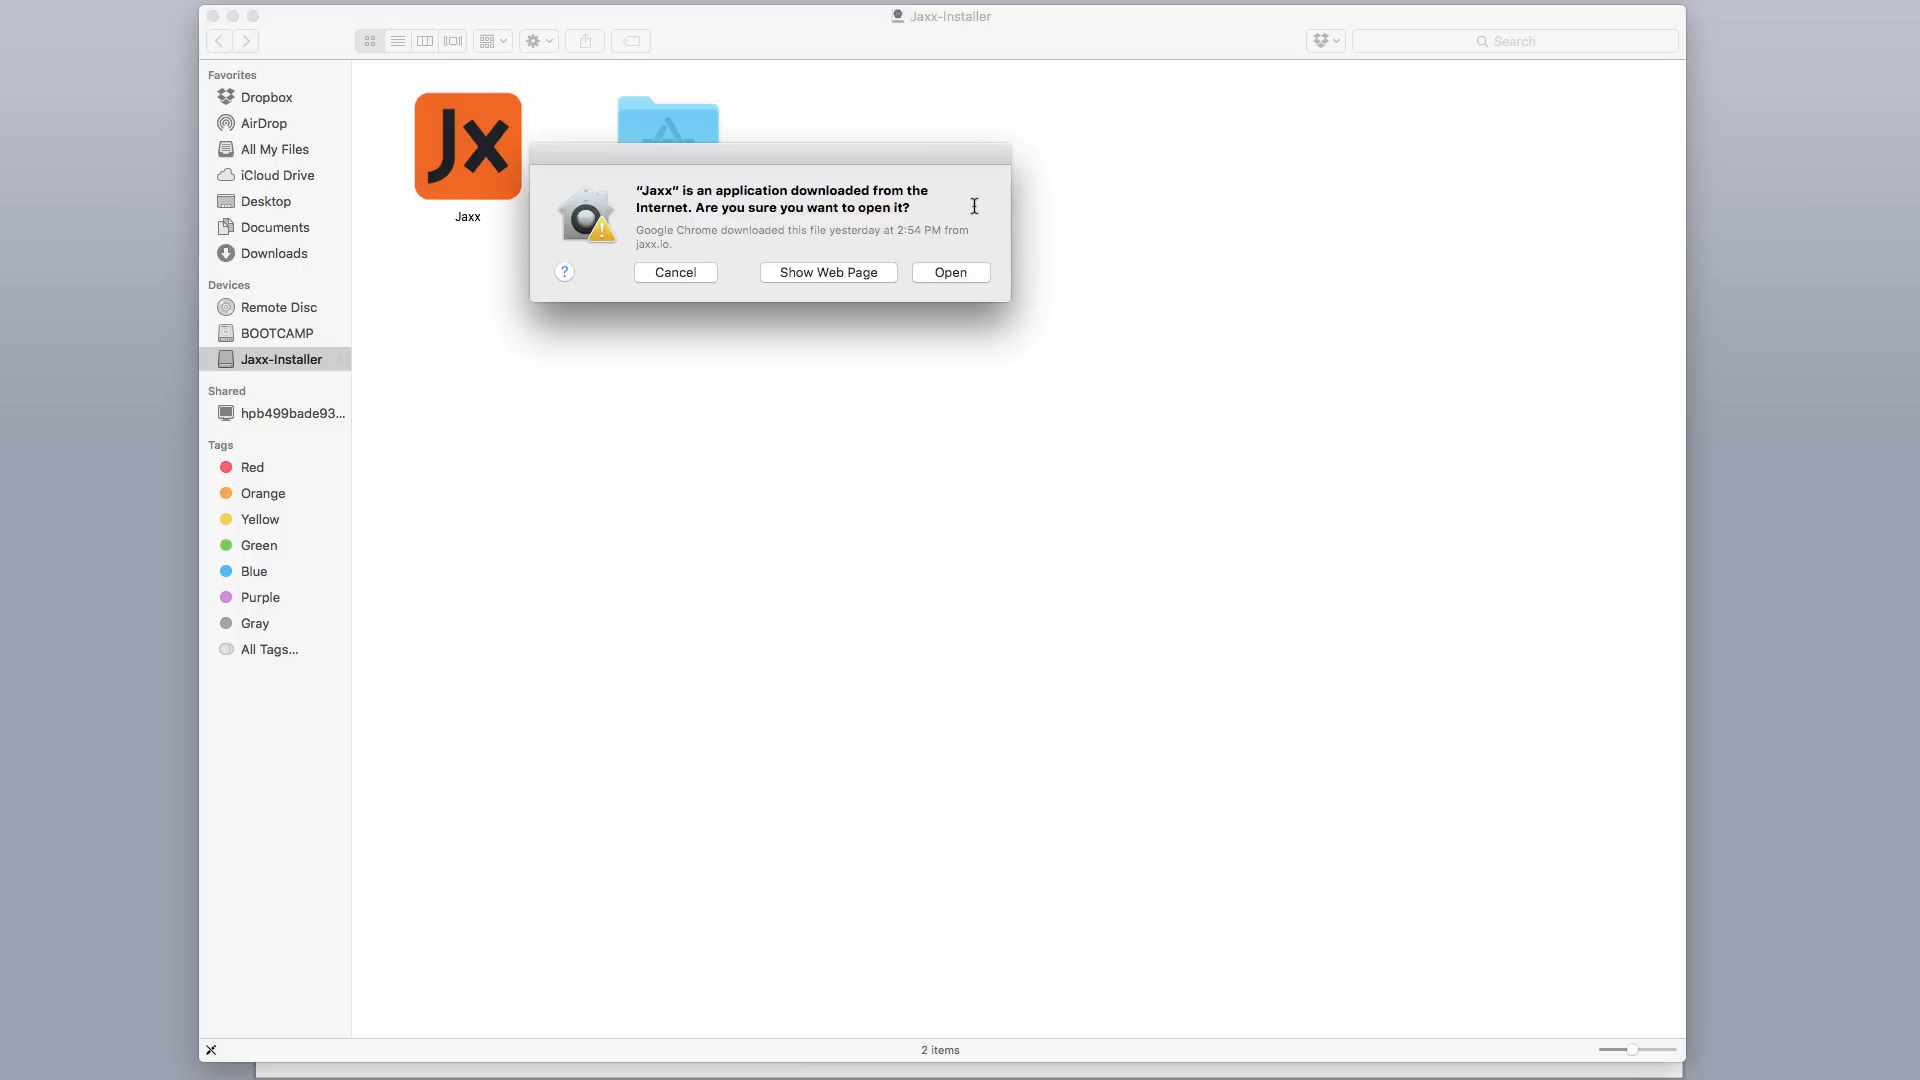 Jaxx-Installer
Search
Favorites
Dropbox
AirDrop
All My Files
iCloud Drive
Desktop
Documents
Downloads
Devices
Remote Disc
BOOTCAMP
Jaxx-Installer
Shared
hpb499bade93...
Tags
Red
Orange
Yellow
Green
Blue
Purple
Gray
All Tags...
Jx
Jaxx
“Jaxx” is an application downloaded from the
Internet. Are you sure you want to open it?
Google Chrome downloaded this file yesterday at 2:54 PM from
jaxx.io.
?
Cancel
Show Web Page
Open
2 items